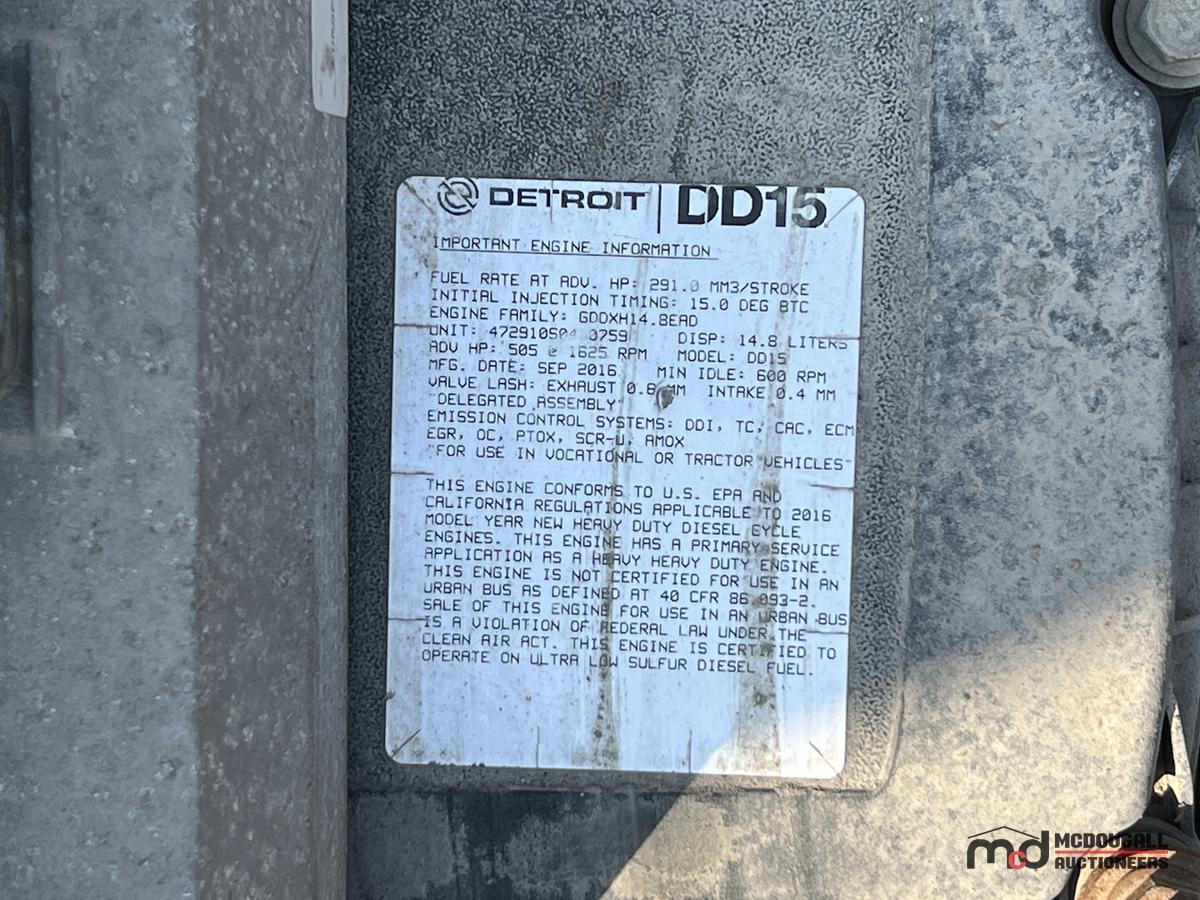 DETROIT DD15
IMPORTANT ENGINE INFORMATION
FUEL RATE AT ADV. HP: 291.0 MM3/STROKE
INITIAL INJECTION TIMING: 15.0 DEG BTC
ENGINE FAMILY: GDDXH14.8EAD
UNIT: DISP: 14.8 LITERS
ADV HP: 505 @ 1625 RPM MODEL: DD15
MFG. DATE: SEP 2016 MIN IDLE: 600 RPM
VALVE LASH: EXHAUST MM INTAKE 0.4 MM
"DELEGATED ASSEMBLY"
EMISSION CONTROL SYSTEMS: DDI, TC, CAC, ECM
EGR, OC, PTOX, SCR-U, AMOX
"FOR USE IN VOCATIONAL OR TRACTOR VEHICLES"
THIS ENGINE CONFORMS TO U.S. EPA AND
CALIFORNIA REGULATIONS APPLICABLE TO 2016
MODEL YEAR NEW HEAVY DUTY DIESEL CYCLE
ENGINES. THIS ENGINE HAS A PRIMARY SERVICE
APPLICATION AS A HEAVY HEAVY DUTY ENGINE.
THIS ENGINE IS NOT CERTIFIED FOR USE IN AN
URBAN BUS AS DEFINED AT 40 CFR 86.093-2.
SALE OF THIS ENGINE FOR USE IN AN URBAN BUS
IS A VIOLATION OF FEDERAL LAW UNDER THE
CLEAN AIR ACT. THIS ENGINE IS CERTIFIED TO
OPERATE ON ULTRA LOW SULFUR DIESEL FUEL.
mcd MCDOUGALL
AUCTIONEERS